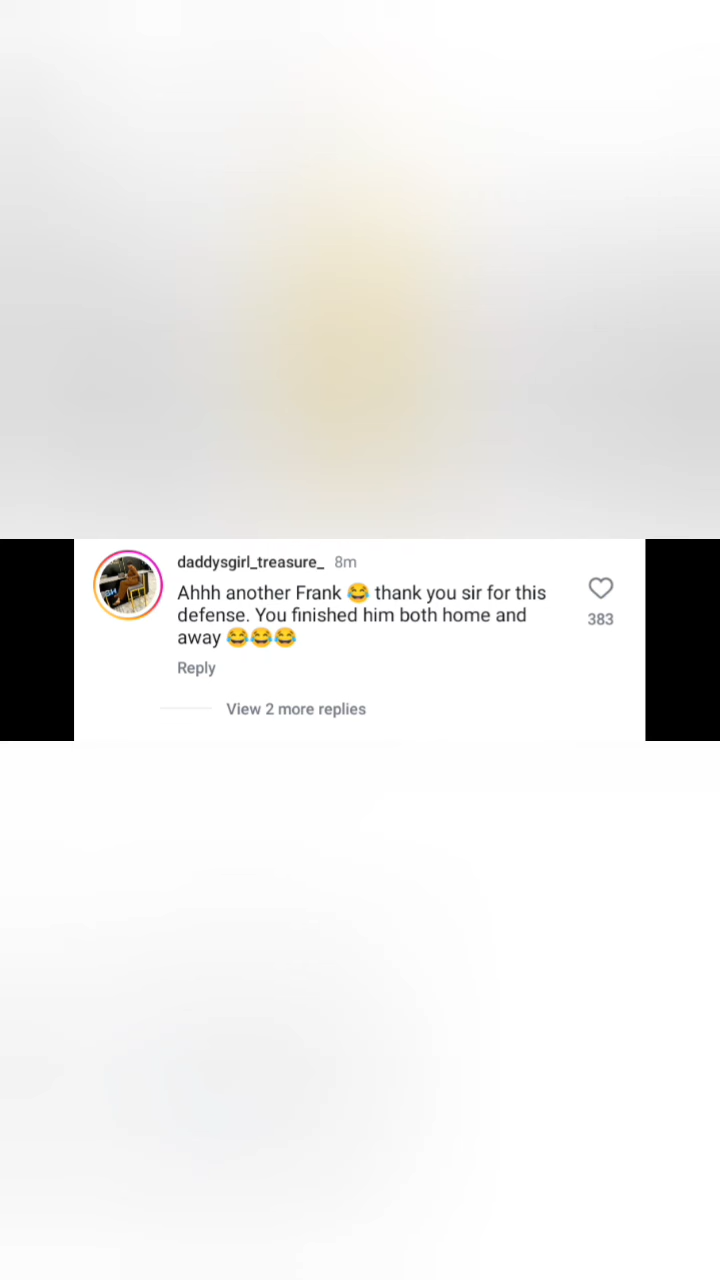 daddysgirl_treasure_ 8m
Ahhh another Frank 😂 thank you sir for this
defense. You finished him both home and
away 😂😂😂
383
Reply
View 2 more replies